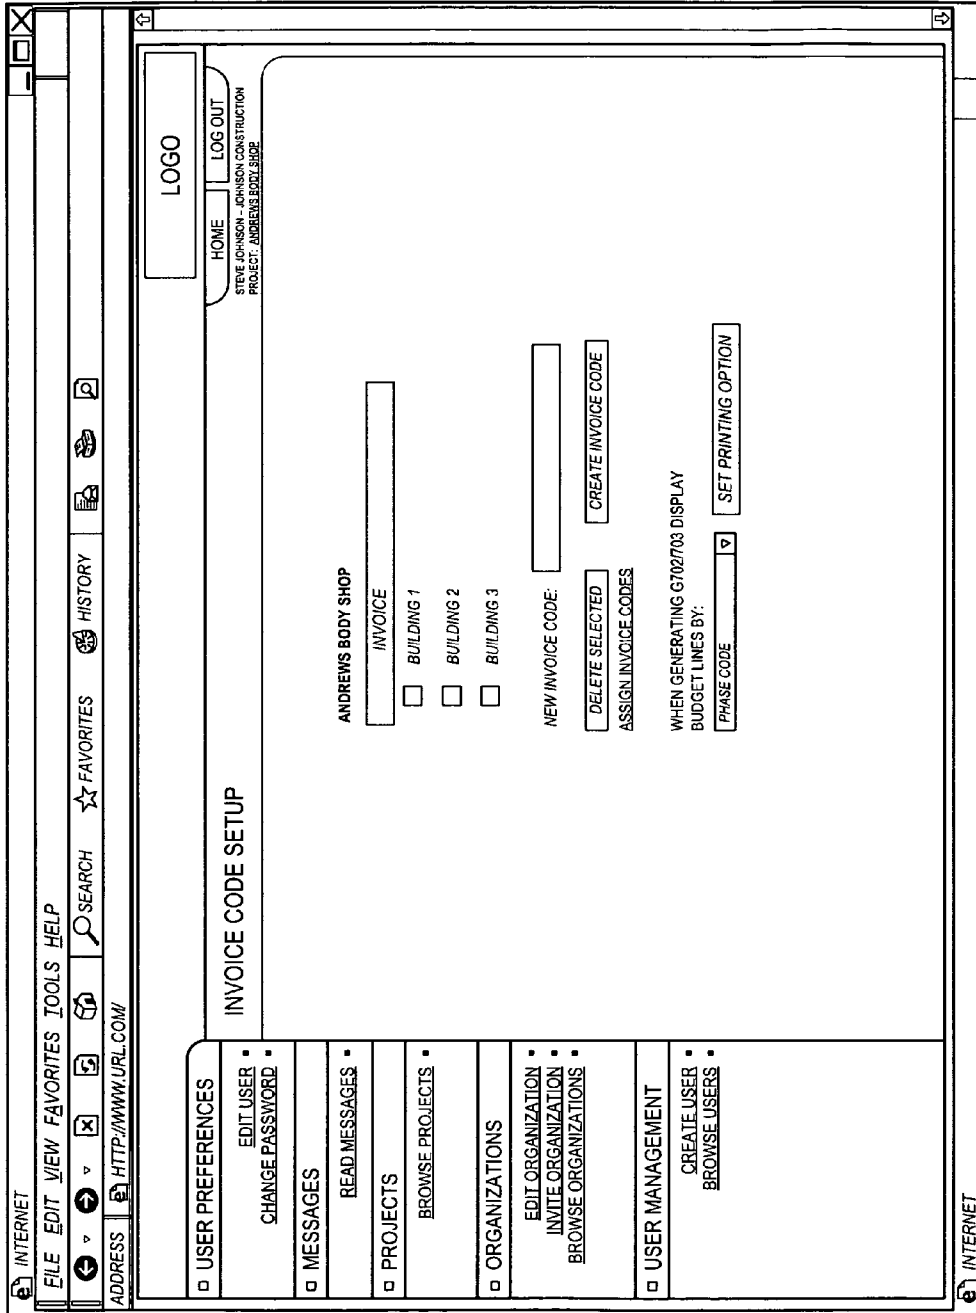 INTERNET
FILE EDIT VIEW FAVORITES TOOLS HELP
SEARCH FAVORITES HISTORY
ADDRESS HTTP://WWW.URL.COM/
LOGO
HOME LOG OUT
STEVE JOHNSON - JOHNSON CONSTRUCTION
PROJECT: ANDREWS BODY SHOP
USER PREFERENCES
EDIT USER
CHANGE PASSWORD
MESSAGES
READ MESSAGES
PROJECTS
BROWSE PROJECTS
ORGANIZATIONS
EDIT ORGANIZATION
INVITE ORGANIZATION
BROWSE ORGANIZATIONS
USER MANAGEMENT
CREATE USER
BROWSE USERS
INVOICE CODE SETUP
ANDREWS BODY SHOP
INVOICE
BUILDING 1
BUILDING 2
BUILDING 3
NEW INVOICE CODE:
DELETE SELECTED CREATE INVOICE CODE
ASSIGN INVOICE CODES
WHEN GENERATING G702/703 DISPLAY
BUDGET LINES BY:
PHASE CODE SET PRINTING OPTION
INTERNET